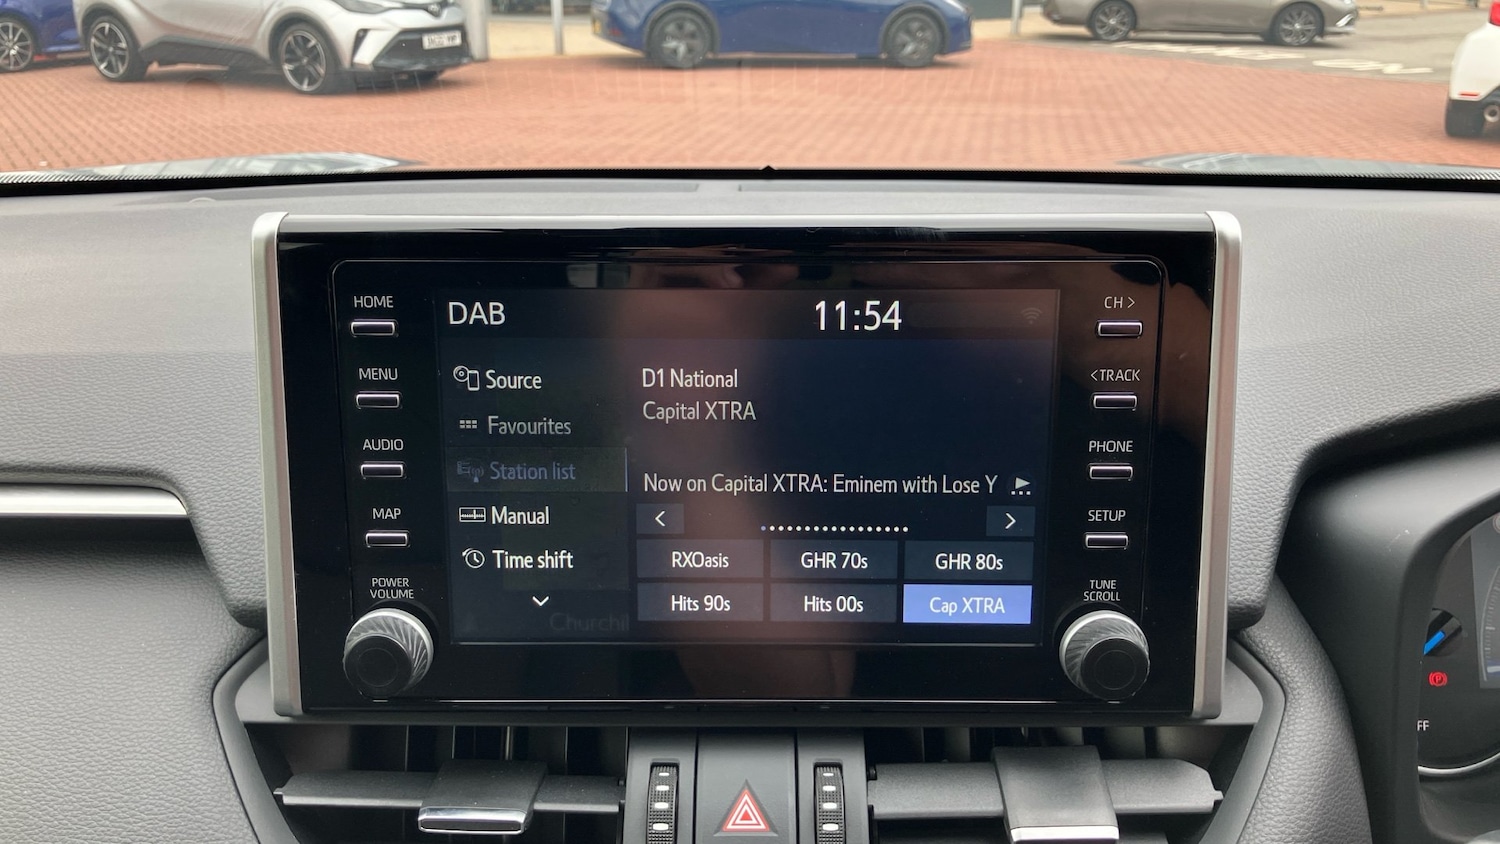 HOME
MENU
AUDIO
MAP
POWER
VOLUME
DAB
11:54
Source
Favourites
Station list
Manual
Time shift
D1 National
Capital XTRA
Now on Capital XTRA: Eminem with Lose Y
RXOasis
GHR 70s
GHR 80s
Hits 90s
Hits 00s
Cap XTRA
Churchil
CH >
<TRACK
PHONE
SETUP
TUNE
SCROLL
FF